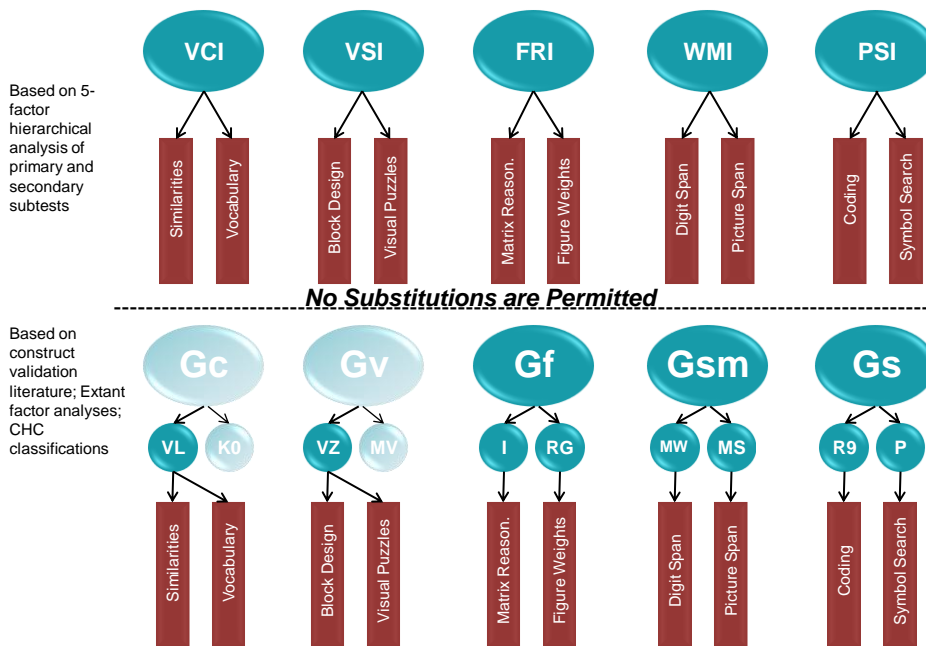 VCI
VSI
FRI
WMI
PSI
Based on 5-
factor
hierarchical
analysis of
primary and
secondary
subtests
Similarities
Vocabulary
Block Design
Visual Puzzles
Matrix Reason.
Figure Weights
Digit Span
Picture Span
Coding
Symbol Search
No Substitutions are Permitted
Based on
construct
validation
literature; Extant
factor analyses;
CHC
classifications
Gc
Gv
Gf
Gsm
Gs
VL
K0
VZ
MV
I
RG
MW
MS
R9
P
Similarities
Vocabulary
Block Design
Visual Puzzles
Matrix Reason.
Figure Weights
Digit Span
Picture Span
Coding
Symbol Search